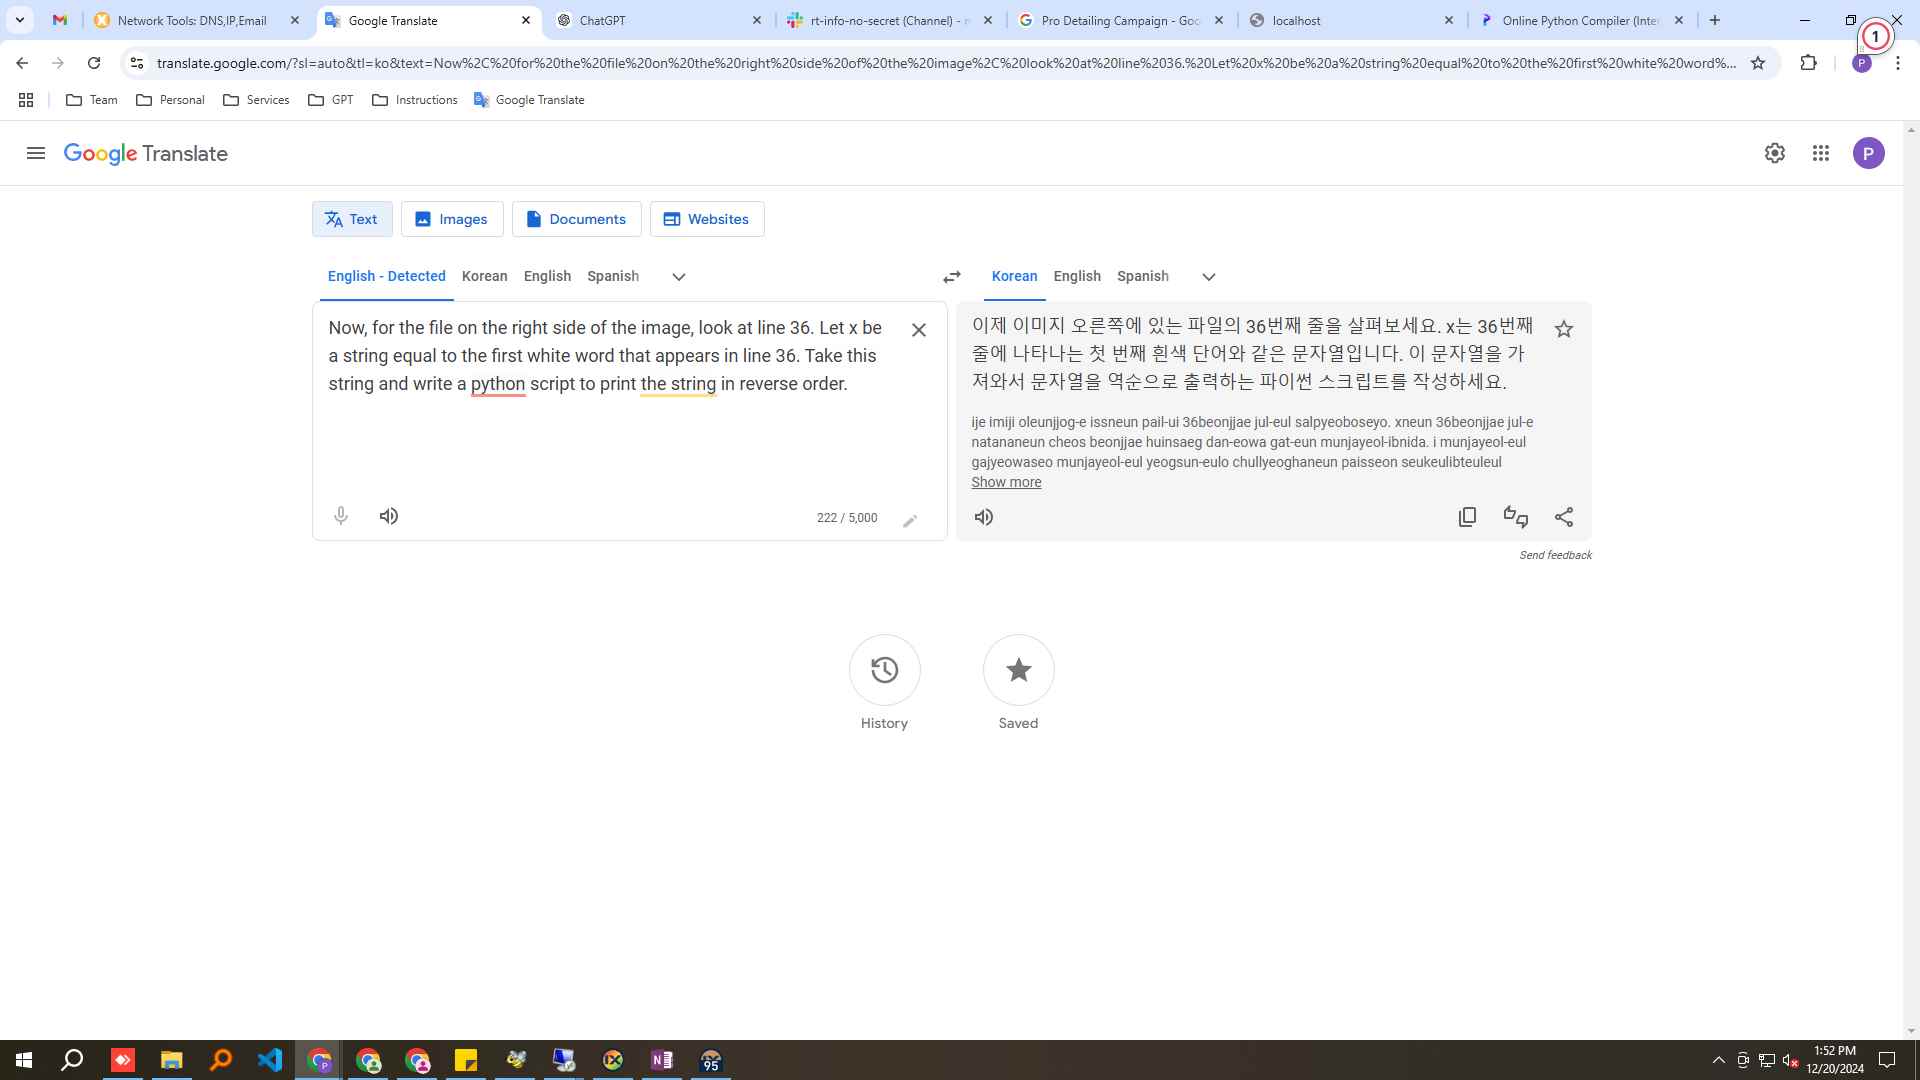 Network Tools: DNS,IP,Email
Google Translate
ChatGPT
rt-info-no-secret (Channel) -
Pro Detailing Campaign - Goo
localhost
Online Python Compiler (Inter
1
translate.google.com/?sl=auto&tl=ko&text=Now%2C%20for%20the%20file%20on%20the%20right%20side%20of%20the%20image%2C%20look%20at%20line%2036.%20Let%20x%20be%20a%20string%20equal%20to%20the%20first%20white%20word%...
P
Team
Personal
Services
GPT
Instructions
Google Translate
Google Translate
P
Text
Images
Documents
Websites
English - Detected Korean English Spanish
Korean English Spanish
Now, for the file on the right side of the image, look at line 36. Let x be
a string equal to the first white word that appears in line 36. Take this
string and write a python script to print the string in reverse order.
222 / 5,000
이제 이미지 오른쪽에 있는 파일의 36번째 줄을 살펴보세요. x는 36번째
줄에 나타나는 첫 번째 흰색 단어와 같은 문자열입니다. 이 문자열을 가
져와서 문자열을 역순으로 출력하는 파이썬 스크립트를 작성하세요.
ije imiji oleunjjog-e issneun pail-ui 36beonjjae jul-eul salpyeoboseyo. xneun 36beonjjae jul-e
natananeun cheos beonjjae huinsaeg dan-eowa gat-eun munjayeol-ibnida. i munjayeol-eul
gajyeowaseo munjayeol-eul yeogsun-eulo chullyeoghaneun paisseon seukeulibteuleul
Show more
Send feedback
History
Saved
P
95
1:52 PM
12/20/2024